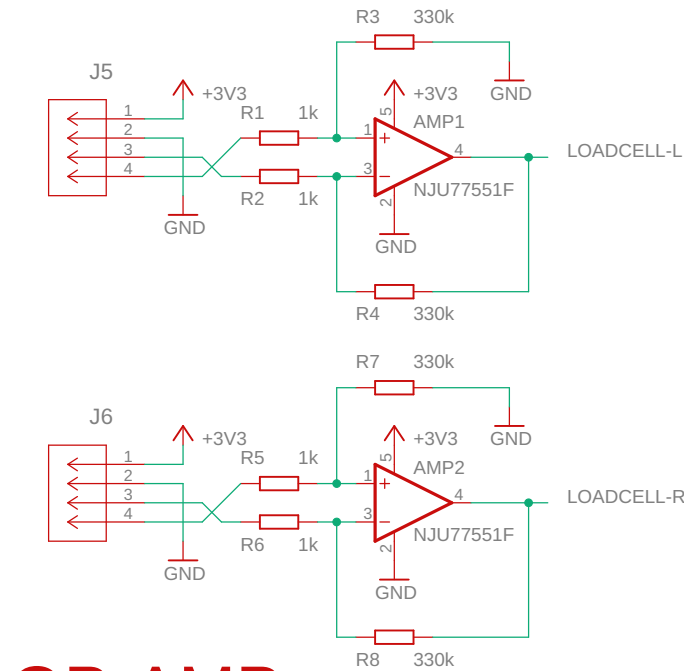 R3 330k
J5
+3V3
+3V3
GND
R1 1k
AMP1
1
2
3
4
5
1
+
3
−
4
2
LOADCELL-L
R2 1k
NJU77551F
GND
GND
R4 330k
R7 330k
J6
+3V3
+3V3
GND
R5 1k
AMP2
1
2
3
4
5
1
+
3
−
4
2
LOADCELL-R
R6 1k
NJU77551F
GND
GND
R8 330k